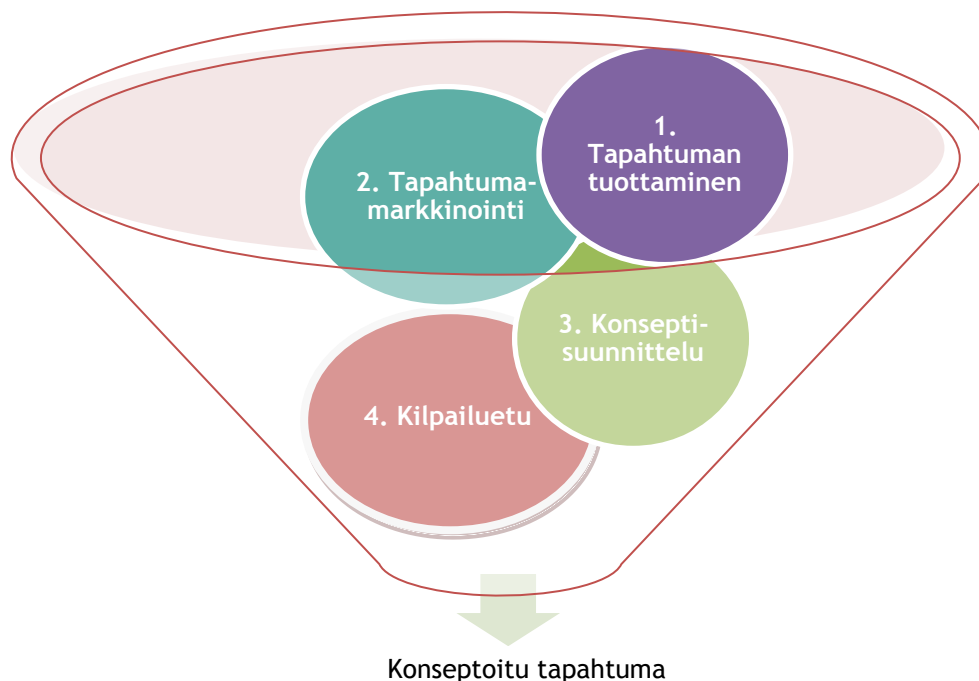 1.
Tapahtuman
tuottaminen
2. Tapahtuma-
markkinointi
3. Konsepti-
suunnittelu
4. Kilpailuetu
Konseptoitu tapahtuma